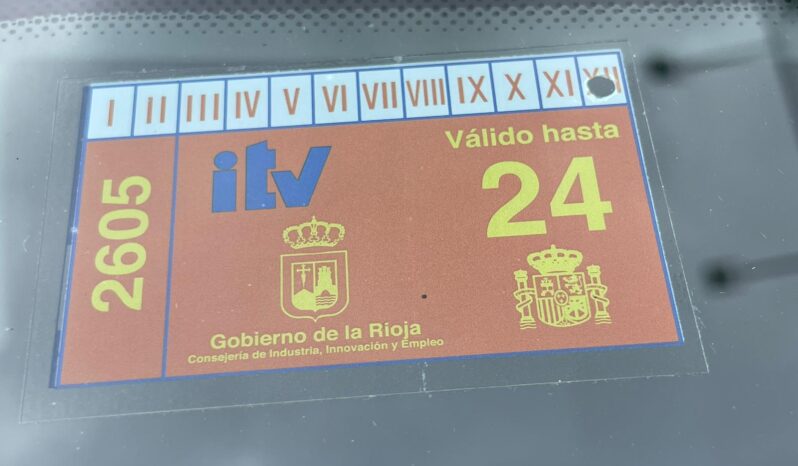 I II III IV V VI VII VIII IX X XI XII
2605
itv
Válido hasta
24
Gobierno de la Rioja
Consejería de Industria, Innovación y Empleo